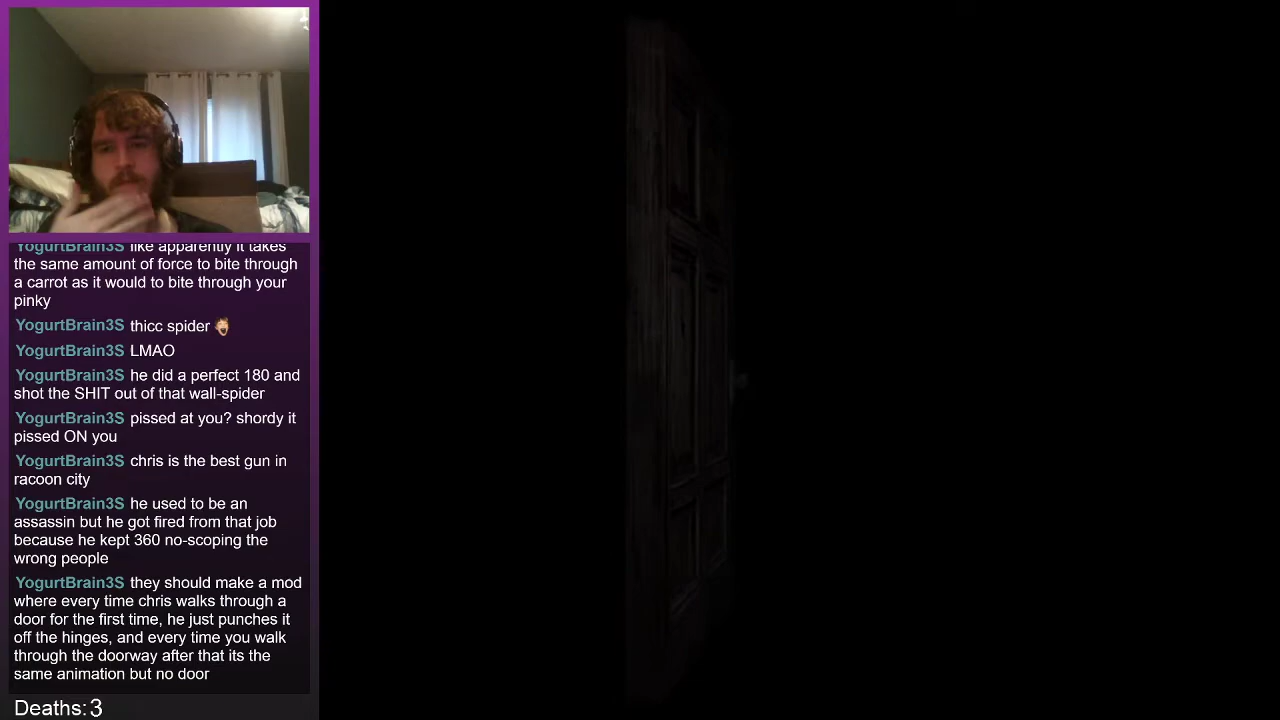 YogurtBrain3S like apparently it takes
the same amount of force to bite through
a carrot as it would to bite through your
pinky
YogurtBrain3S thicc spider
YogurtBrain3S LMAO
YogurtBrain3S he did a perfect 180 and
shot the SHIT out of that wall-spider
YogurtBrain3S pissed at you? shordy it
pissed ON you
YogurtBrain3S chris is the best gun in
racoon city
YogurtBrain3S he used to be an
assassin but he got fired from that job
because he kept 360 no-scoping the
wrong people
YogurtBrain3S they should make a mod
where every time chris walks through a
door for the first time, he just punches it
off the hinges, and every time you walk
through the doorway after that its the
same animation but no door
Deaths:3